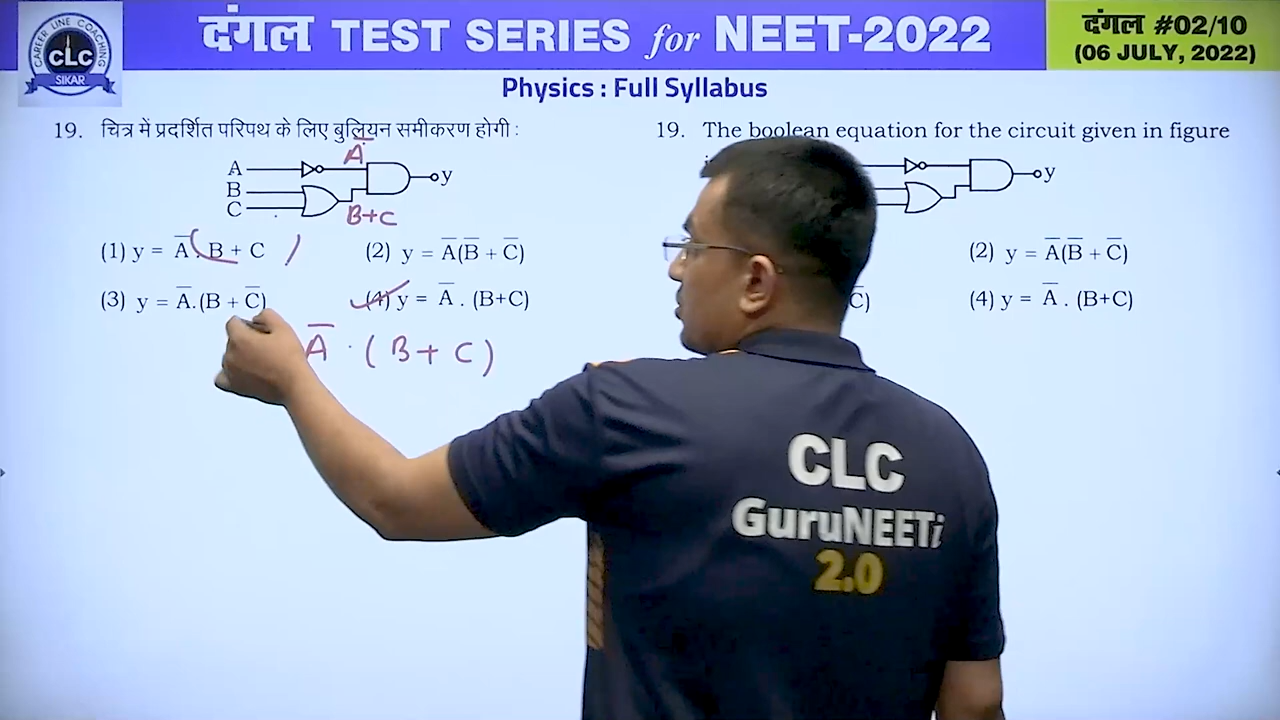 CAREER LINE COACHING
CLC
SIKAR
दंगल TEST SERIES for NEET-2022
दंगल #02/10
(06 JULY, 2022)
Physics : Full Syllabus
19. चित्र में प्रदर्शित परिपथ के लिए बुलियन समीकरण होगी :
A
B
C
y
A̅
B+C
(1) y = A̅ ( B + C )
(2) y = A̅(B̅ + C̅)
(3) y = A̅.(B + C̅)
(4) y = A̅ . (B+C)
A̅ · (B + C)
19. The boolean equation for the circuit given in figure
y
(2) y = A̅(B̅ + C̅)
C̅)
(4) y = A̅ . (B+C)
CLC
GuruNEETi
2.0